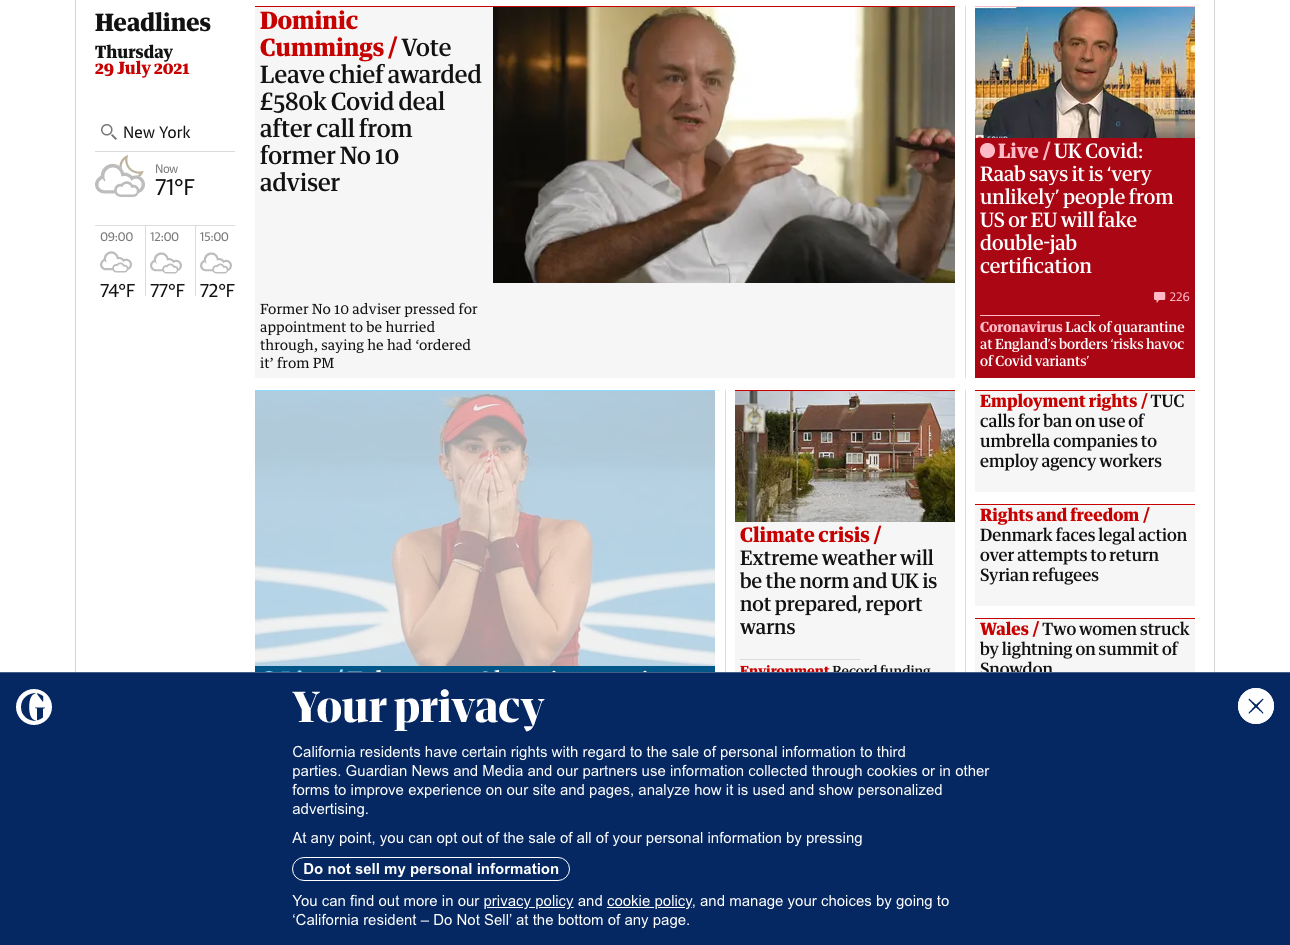 Headlines
Thursday
29 July 2021
New York
Now
71°F
09:00
12:00
15:00
74°F
77°F
72°F
Dominic
Cummings / Vote
Leave chief awarded
£580k Covid deal
after call from
former No 10
adviser
Former No 10 adviser pressed for
appointment to be hurried
through, saying he had ‘ordered
it’ from PM
Westminster
Live / UK Covid:
Raab says it is ‘very
unlikely’ people from
US or EU will fake
double-jab
certification
226
Coronavirus Lack of quarantine
at England’s borders ‘risks havoc
of Covid variants’
Climate crisis /
Extreme weather will
be the norm and UK is
not prepared, report
warns
Environment Record funding
Employment rights / TUC
calls for ban on use of
umbrella companies to
employ agency workers
Rights and freedom /
Denmark faces legal action
over attempts to return
Syrian refugees
Wales / Two women struck
by lightning on summit of
Snowdon
Your privacy
California residents have certain rights with regard to the sale of personal information to third
parties. Guardian News and Media and our partners use information collected through cookies or in other
forms to improve experience on our site and pages, analyze how it is used and show personalized
advertising.
At any point, you can opt out of the sale of all of your personal information by pressing
Do not sell my personal information
You can find out more in our privacy policy and cookie policy, and manage your choices by going to
‘California resident – Do Not Sell’ at the bottom of any page.